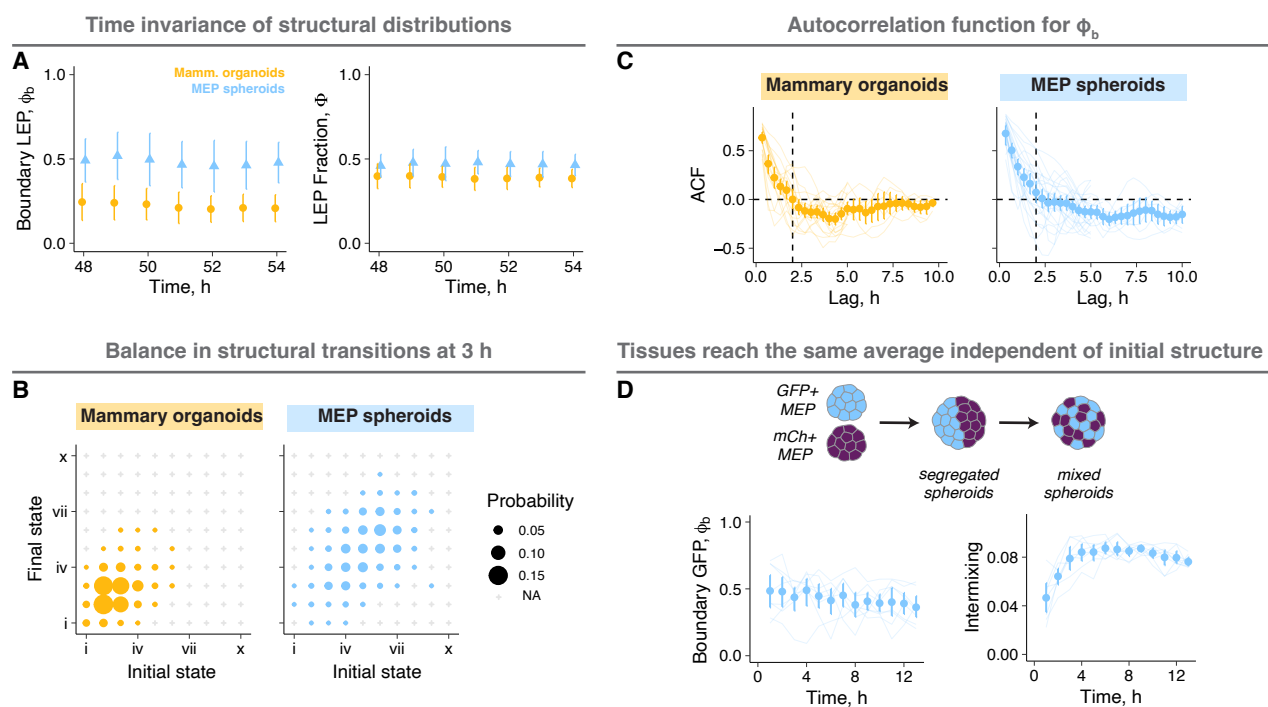 Time invariance of structural distributions
A
Mamm. organoids
MEP spheroids
Boundary LEP, ϕb
1.0
0.5
0.0
48 50 52 54
Time, h
LEP Fraction, Φ
1.0
0.5
0.0
48 50 52 54
Time, h
Autocorrelation function for ϕb
C
Mammary organoids
MEP spheroids
ACF
0.5
0.0
−0.5
0.0 2.5 5.0 7.5 10.0
Lag, h
0.0 2.5 5.0 7.5 10.0
Lag, h
Balance in structural transitions at 3 h
B
Mammary organoids
MEP spheroids
Final state
x
vii
iv
i
i iv vii x
Initial state
i iv vii x
Initial state
Probability
0.05
0.10
0.15
NA
Tissues reach the same average independent of initial structure
D
GFP+
MEP
mCh+
MEP
segregated
spheroids
mixed
spheroids
Boundary GFP, ϕb
1.0
0.5
0.0
0 4 8 12
Time, h
Intermixing
0.08
0.04
0.00
0 4 8 12
Time, h